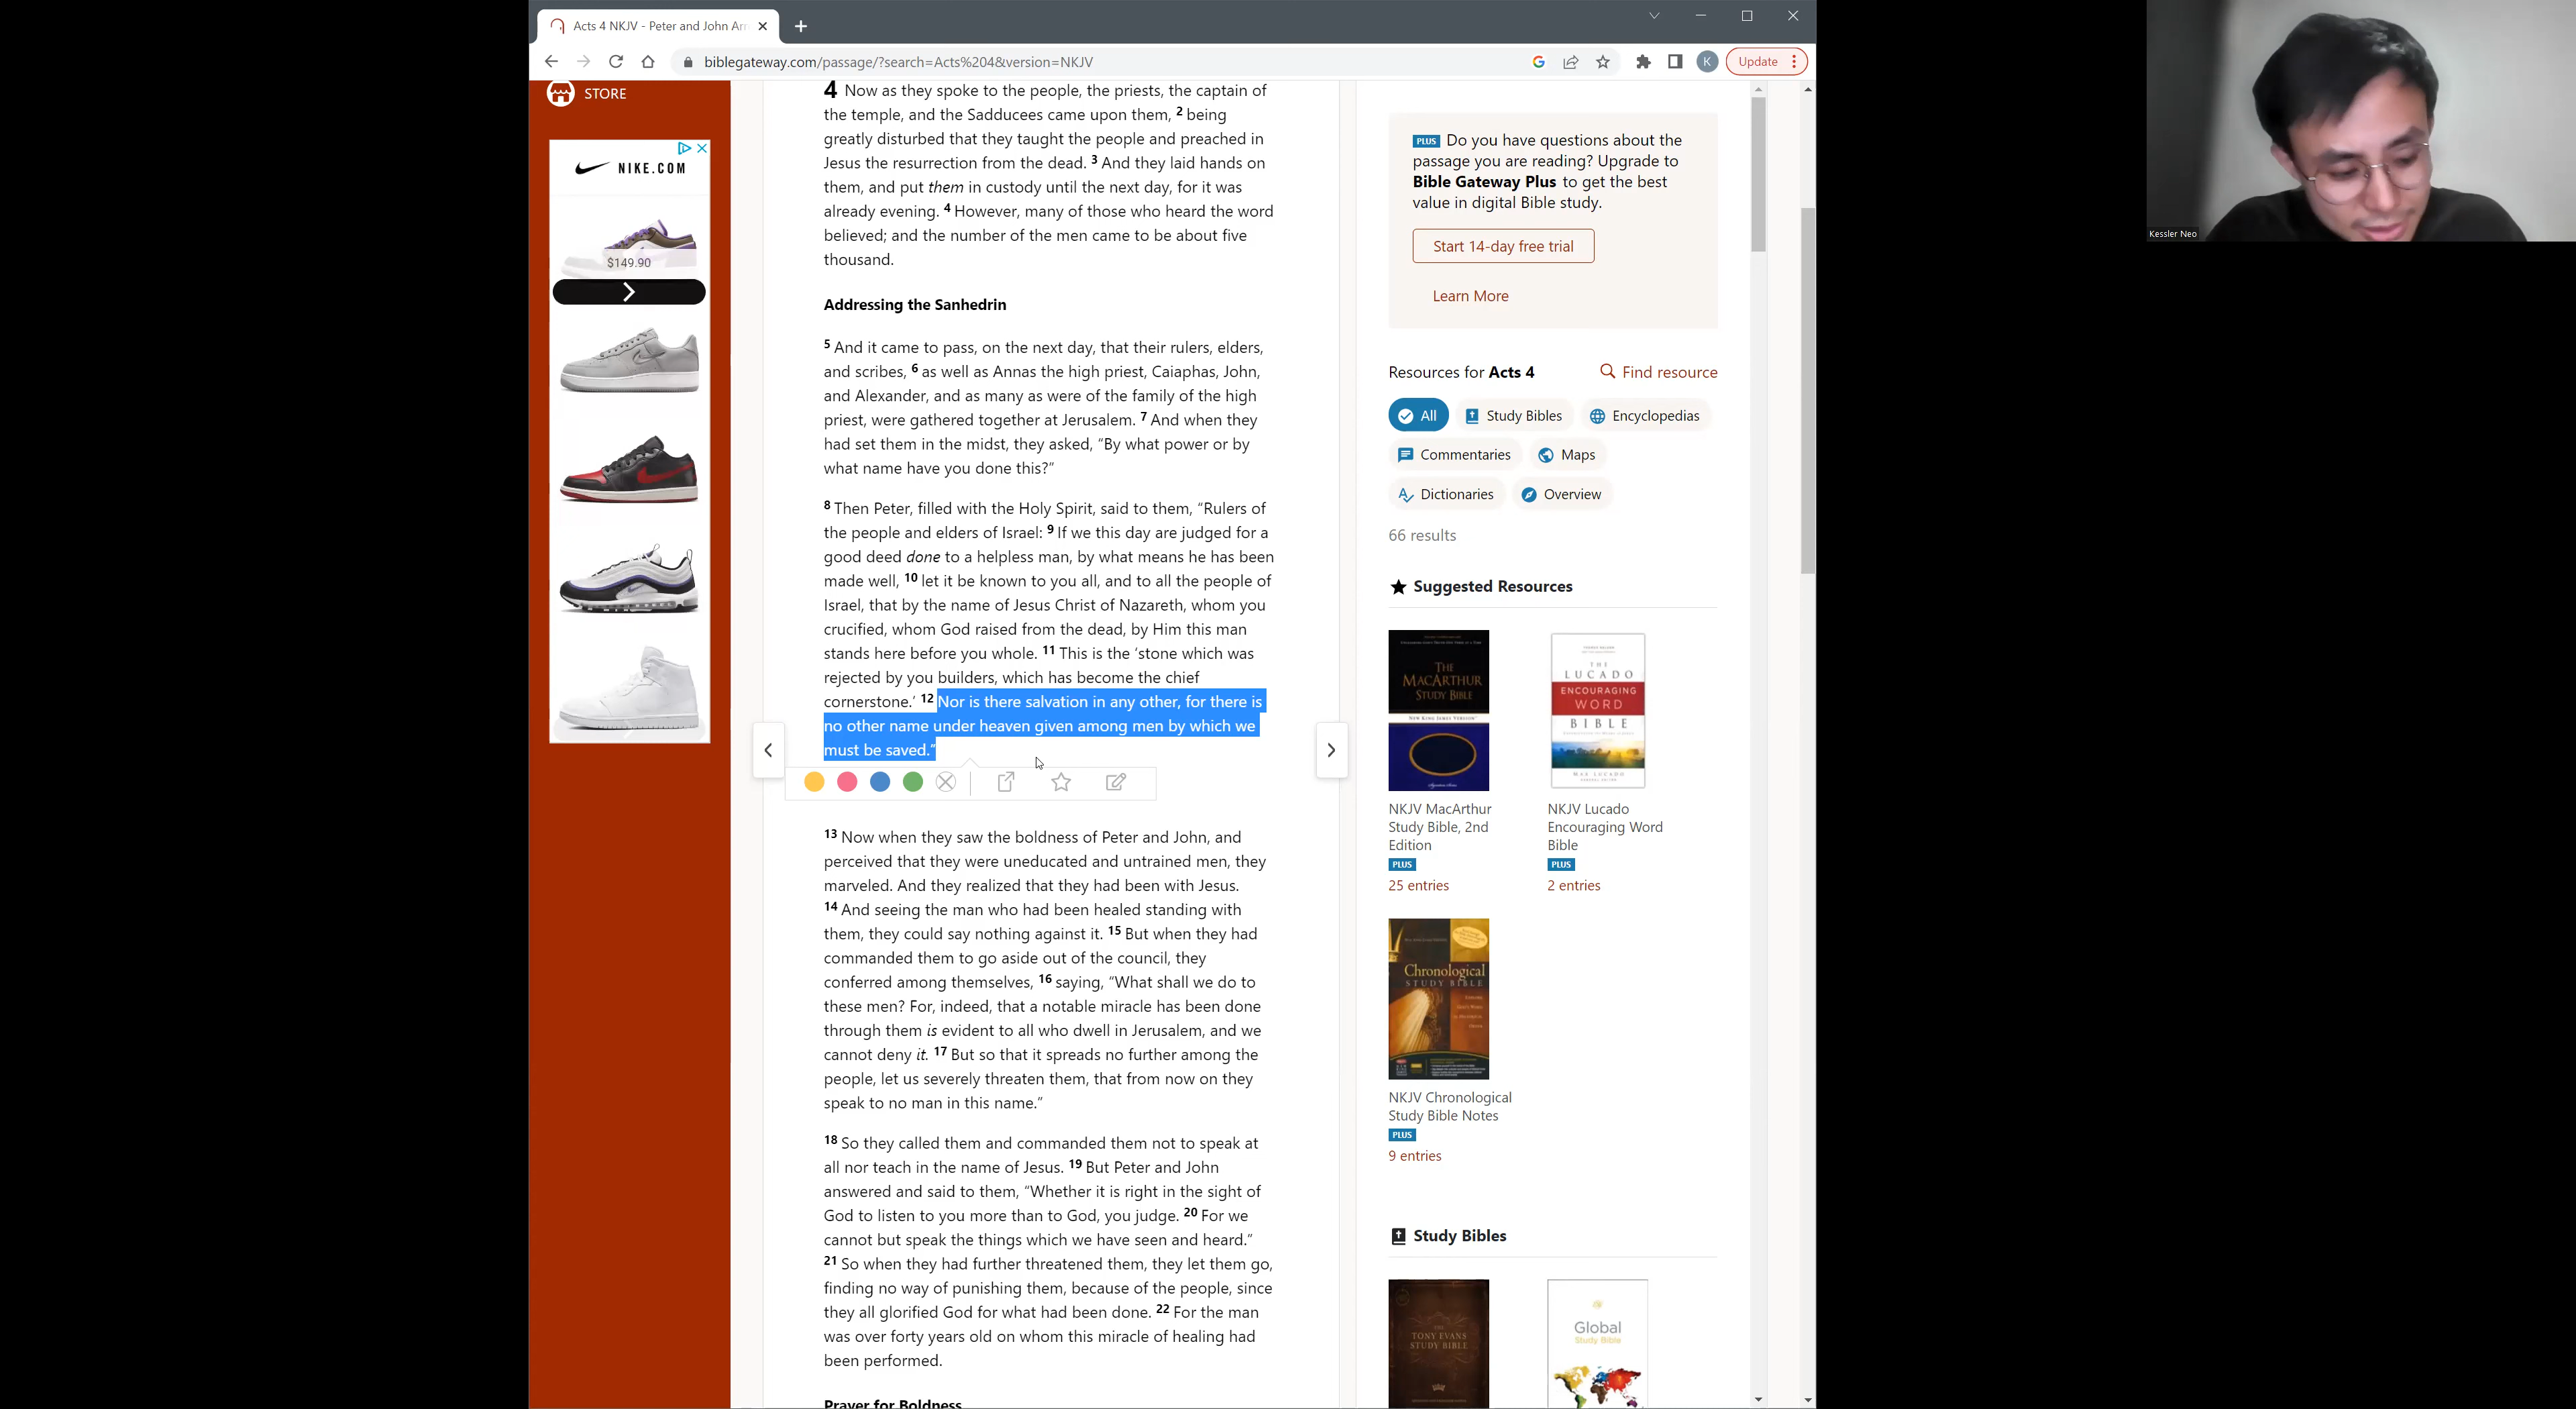 Acts 4 NKJV - Peter and John Arr
biblegateway.com/passage/?search=Acts%204&version=NKJV
K
Update
STORE
NIKE.COM
$149.90
4 Now as they spoke to the people, the priests, the captain of
the temple, and the Sadducees came upon them, 2 being
greatly disturbed that they taught the people and preached in
Jesus the resurrection from the dead. 3 And they laid hands on
them, and put them in custody until the next day, for it was
already evening. 4 However, many of those who heard the word
believed; and the number of the men came to be about five
thousand.
Addressing the Sanhedrin
5 And it came to pass, on the next day, that their rulers, elders,
and scribes, 6 as well as Annas the high priest, Caiaphas, John,
and Alexander, and as many as were of the family of the high
priest, were gathered together at Jerusalem. 7 And when they
had set them in the midst, they asked, “By what power or by
what name have you done this?”
8 Then Peter, filled with the Holy Spirit, said to them, “Rulers of
the people and elders of Israel: 9 If we this day are judged for a
good deed done to a helpless man, by what means he has been
made well, 10 let it be known to you all, and to all the people of
Israel, that by the name of Jesus Christ of Nazareth, whom you
crucified, whom God raised from the dead, by Him this man
stands here before you whole. 11 This is the ‘stone which was
rejected by you builders, which has become the chief
cornerstone.’ 12 Nor is there salvation in any other, for there is
no other name under heaven given among men by which we
must be saved.”
13 Now when they saw the boldness of Peter and John, and
perceived that they were uneducated and untrained men, they
marveled. And they realized that they had been with Jesus.
14 And seeing the man who had been healed standing with
them, they could say nothing against it. 15 But when they had
commanded them to go aside out of the council, they
conferred among themselves, 16 saying, “What shall we do to
these men? For, indeed, that a notable miracle has been done
through them is evident to all who dwell in Jerusalem, and we
cannot deny it. 17 But so that it spreads no further among the
people, let us severely threaten them, that from now on they
speak to no man in this name.”
18 So they called them and commanded them not to speak at
all nor teach in the name of Jesus. 19 But Peter and John
answered and said to them, “Whether it is right in the sight of
God to listen to you more than to God, you judge. 20 For we
cannot but speak the things which we have seen and heard.”
21 So when they had further threatened them, they let them go,
finding no way of punishing them, because of the people, since
they all glorified God for what had been done. 22 For the man
was over forty years old on whom this miracle of healing had
been performed.
Prayer for Boldness
PLUS Do you have questions about the
passage you are reading? Upgrade to
Bible Gateway Plus to get the best
value in digital Bible study.
Start 14-day free trial
Learn More
Resources for Acts 4
Find resource
All
Study Bibles
Encyclopedias
Commentaries
Maps
Dictionaries
Overview
66 results
Suggested Resources
THE
MACARTHUR
STUDY BIBLE
NEW KING JAMES VERSION
THE
LUCADO
ENCOURAGING
WORD
BIBLE
MAX LUCADO
NKJV MacArthur
Study Bible, 2nd
Edition
PLUS
25 entries
NKJV Lucado
Encouraging Word
Bible
PLUS
2 entries
Chronological
STUDY BIBLE
NKJV Chronological
Study Bible Notes
PLUS
9 entries
Study Bibles
THE
TONY EVANS
STUDY BIBLE
Global
Study Bible
Kessler Neo